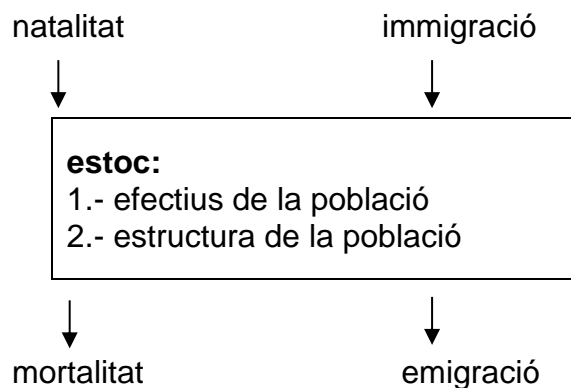 natalitat immigració
estoc:
1.- efectius de la població
2.- estructura de la població
mortalitat emigració